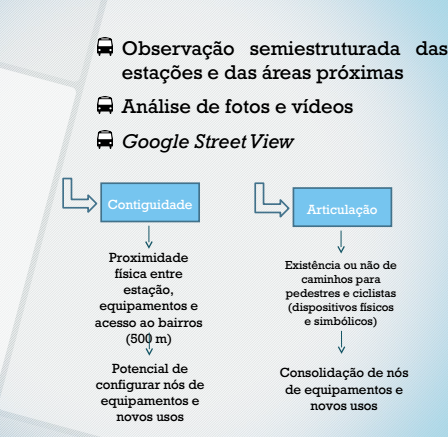 Observação semiestruturada das
estações e das áreas próximas
Análise de fotos e vídeos
Google Street View
Contiguidade
Proximidade
física entre
estação,
equipamentos e
acesso ao bairros
(500 m)
Potencial de
configurar nós de
equipamentos e
novos usos
Articulação
Existência ou não de
caminhos para
pedestres e ciclistas
(dispositivos físicos
e simbólicos)
Consolidação de nós
de equipamentos e
novos usos